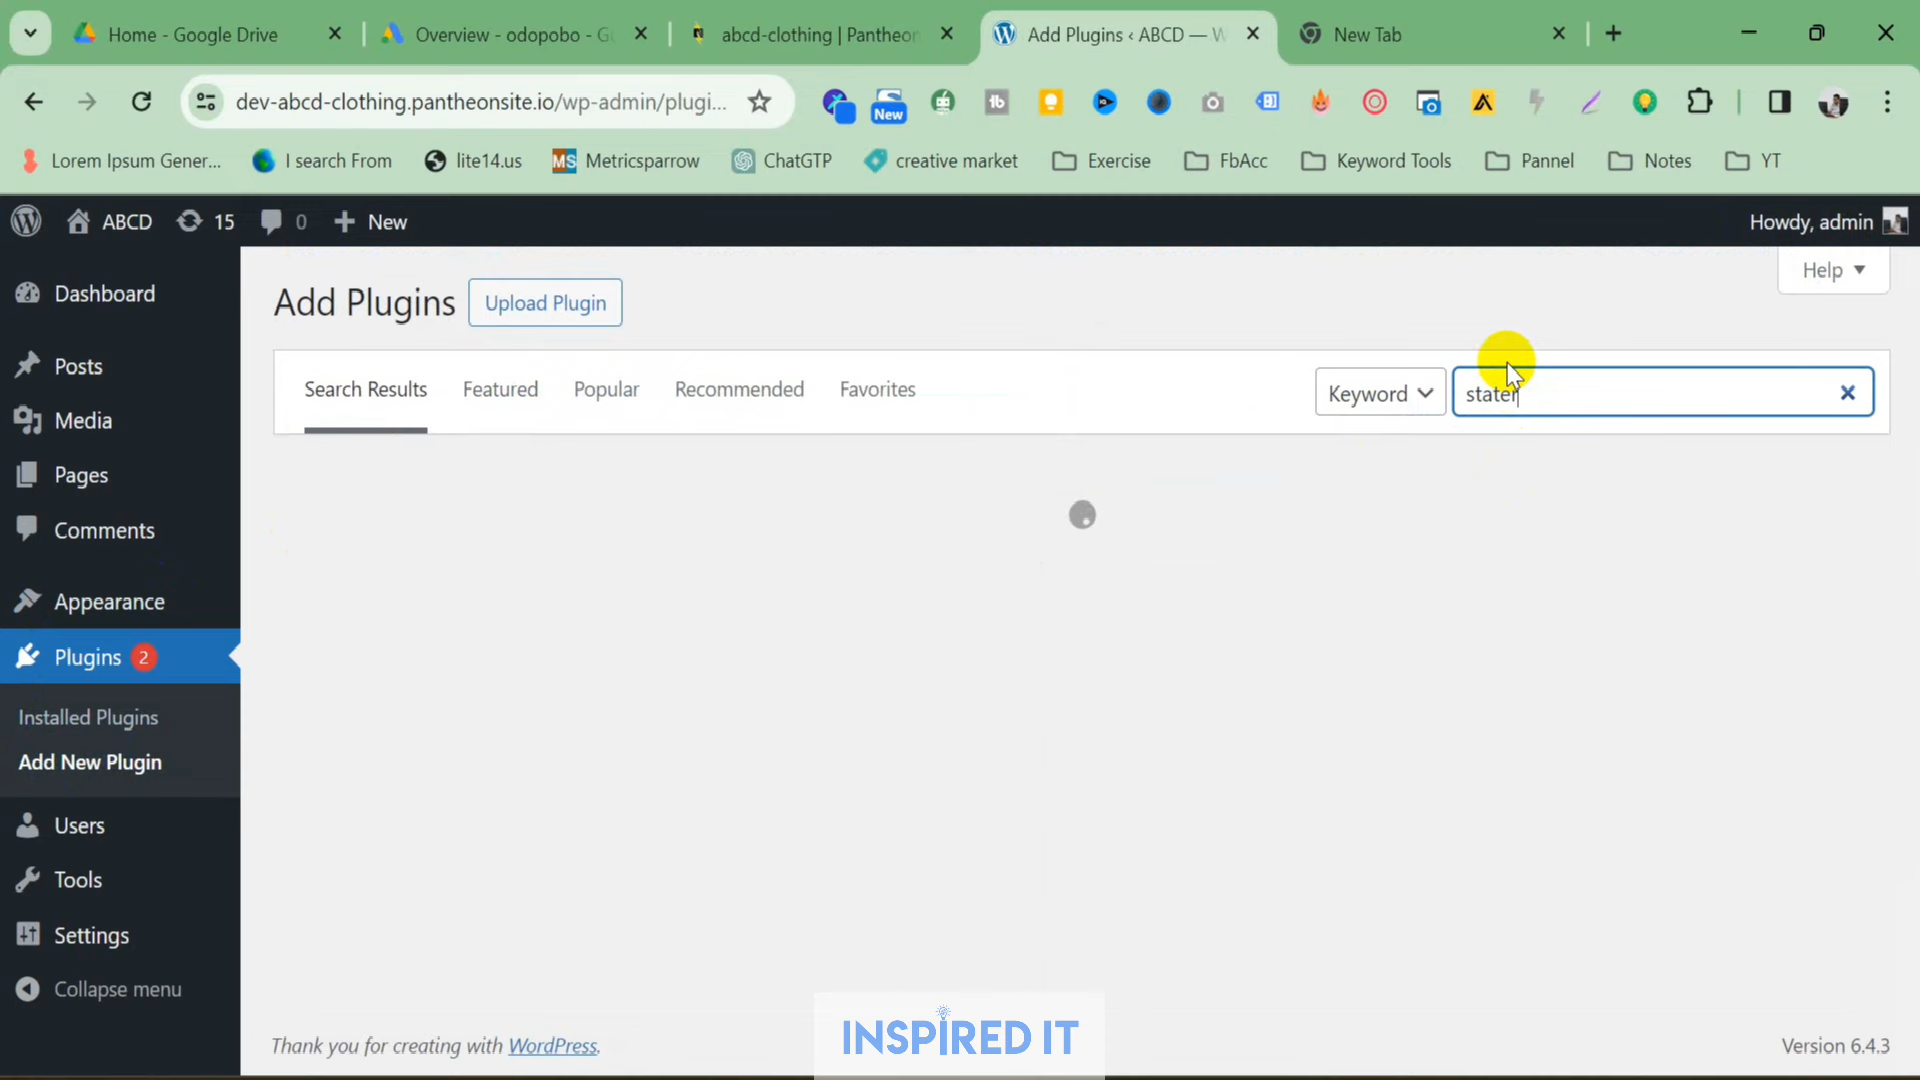 Home - Google Drive
Overview - odopobo - G
abcd-clothing | Pantheon
Add Plugins ‹ ABCD — W
New Tab
dev-abcd-clothing.pantheonsite.io/wp-admin/plugi...
New
Lorem Ipsum Gener...
I search From
lite14.us
MS Metricsparrow
ChatGTP
creative market
Exercise
FbAcc
Keyword Tools
Pannel
Notes
YT
ABCD
15
0
New
Howdy, admin
Help
Dashboard
Posts
Media
Pages
Comments
Appearance
Plugins 2
Installed Plugins
Add New Plugin
Users
Tools
Settings
Collapse menu
Add Plugins
Upload Plugin
Search Results
Featured
Popular
Recommended
Favorites
Keyword
stater
Thank you for creating with WordPress.
INSPIRED IT
Version 6.4.3